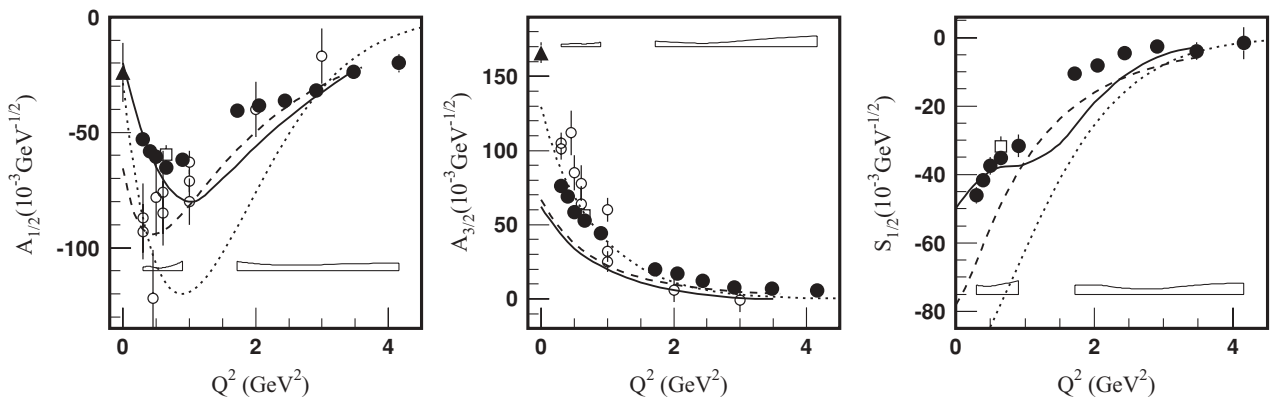 0
-50
-100
A1/2(10-3GeV-1/2)
0 2 4
Q2 (GeV2)
150
100
50
0
A3/2(10-3GeV-1/2)
0 2 4
Q2 (GeV2)
0
-20
-40
-60
-80
S1/2(10-3GeV-1/2)
0 2 4
Q2 (GeV2)